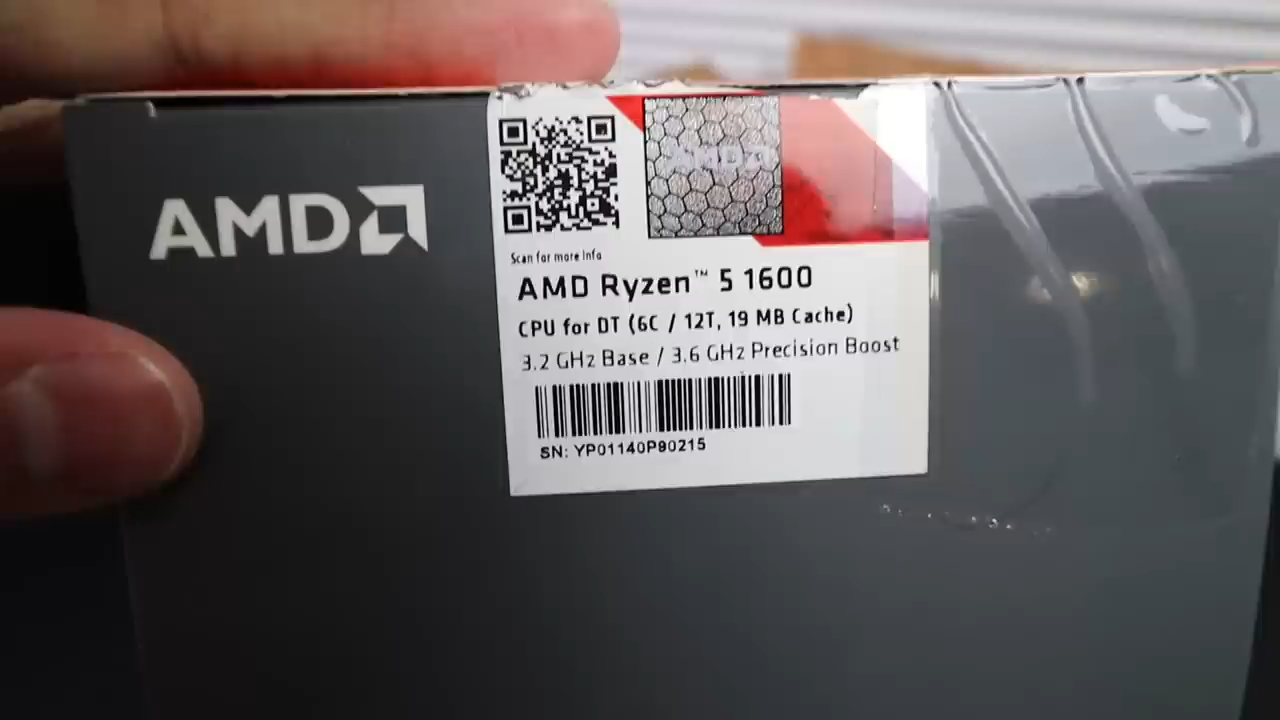 AMD
AMD
Scan for more info
AMD Ryzen™ 5 1600
CPU for DT (6C / 12T, 19 MB Cache)
3.2 GHz Base / 3.6 GHz Precision Boost
SN: YP01140P80215